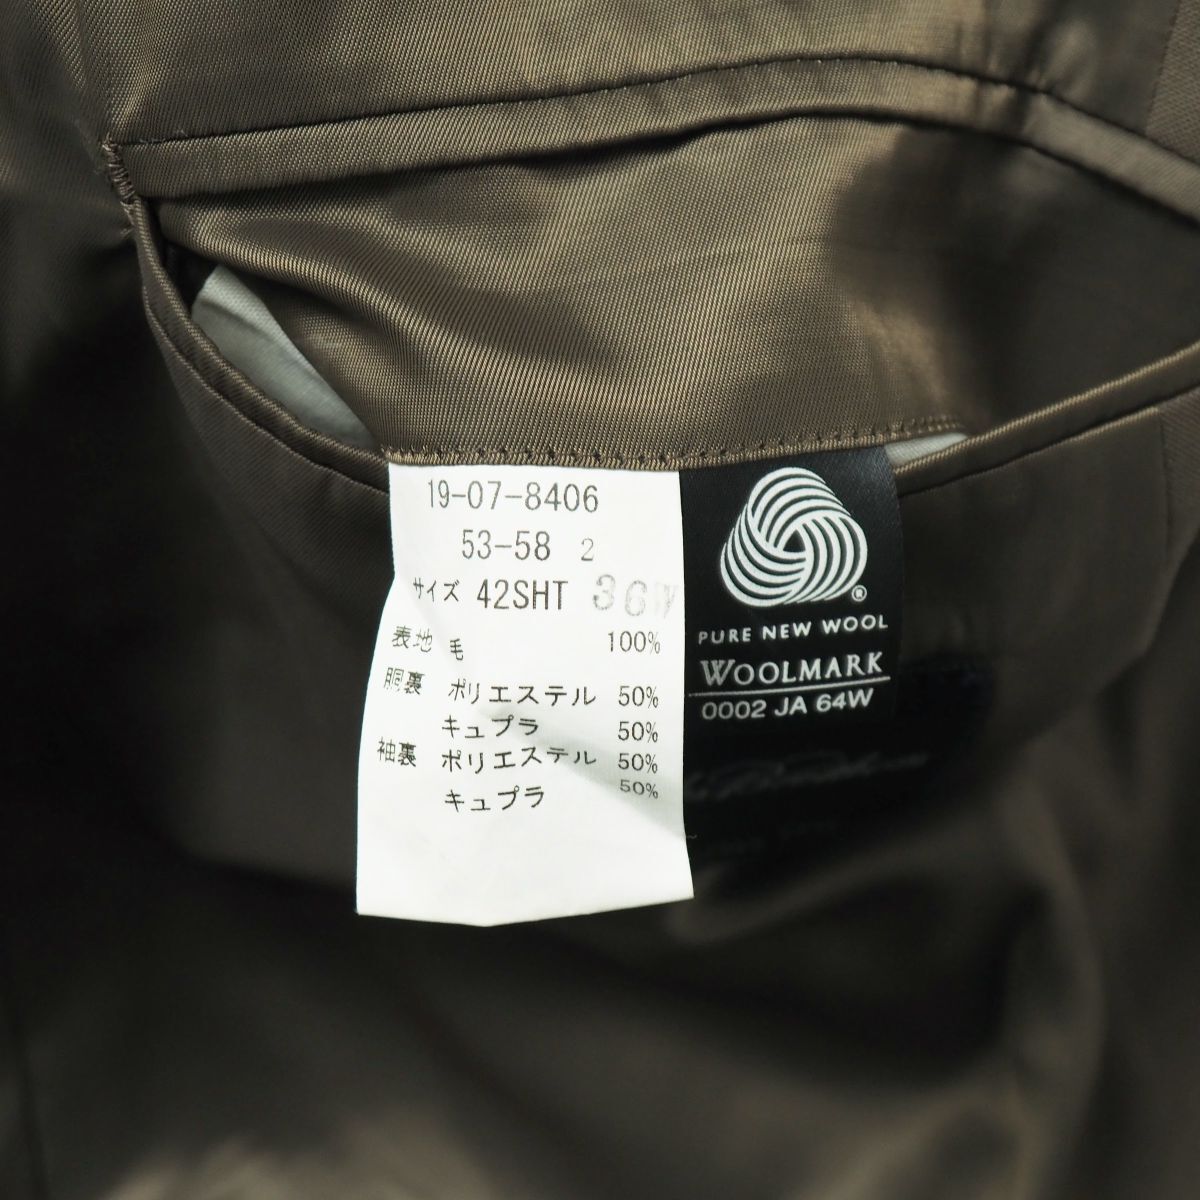 19-07-8406
53-58 2
サイズ 42SHT 36W
表地 毛 100%
胴裏 ポリエステル 50%
キュプラ 50%
袖裏 ポリエステル 50%
キュプラ 50%
®
PURE NEW WOOL
WOOLMARK
0002 JA 64W